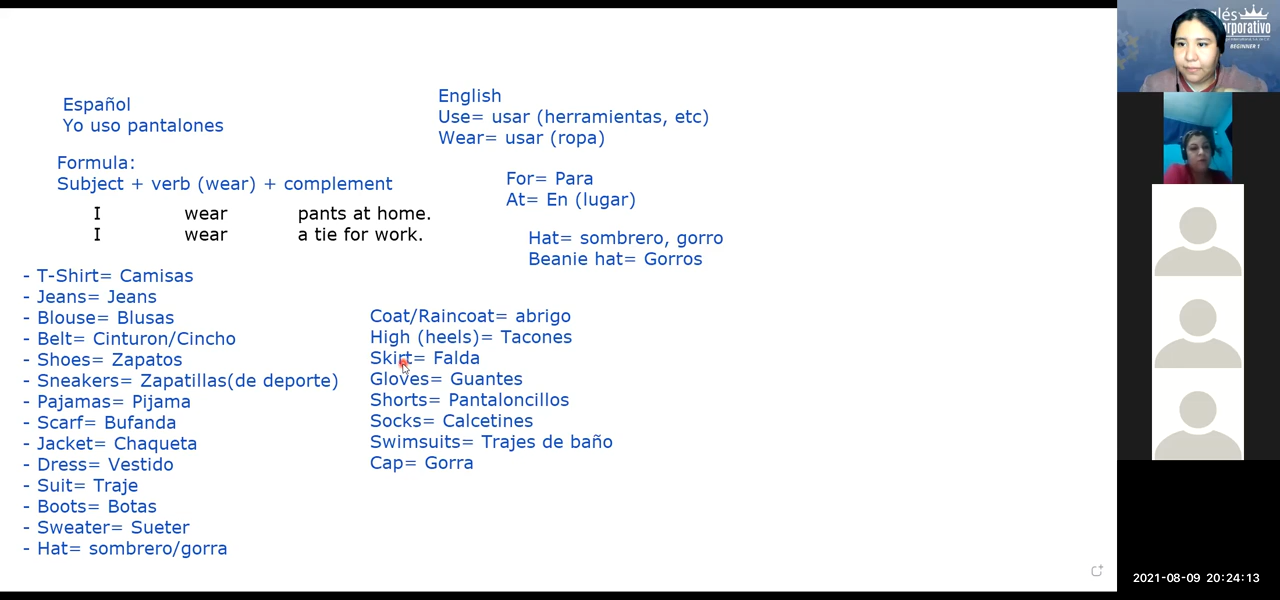 Español
Yo uso pantalones
Formula:
Subject + verb (wear) + complement
I wear pants at home.
I wear a tie for work.
English
Use= usar (herramientas, etc)
Wear= usar (ropa)
For= Para
At= En (lugar)
Hat= sombrero, gorro
Beanie hat= Gorros
- T-Shirt= Camisas
- Jeans= Jeans
- Blouse= Blusas
- Belt= Cinturon/Cincho
- Shoes= Zapatos
- Sneakers= Zapatillas(de deporte)
- Pajamas= Pijama
- Scarf= Bufanda
- Jacket= Chaqueta
- Dress= Vestido
- Suit= Traje
- Boots= Botas
- Sweater= Sueter
- Hat= sombrero/gorra
Coat/Raincoat= abrigo
High (heels)= Tacones
Skirt= Falda
Gloves= Guantes
Shorts= Pantaloncillos
Socks= Calcetines
Swimsuits= Trajes de baño
Cap= Gorra
BEGINNER 1
2021-08-09 20:24:13